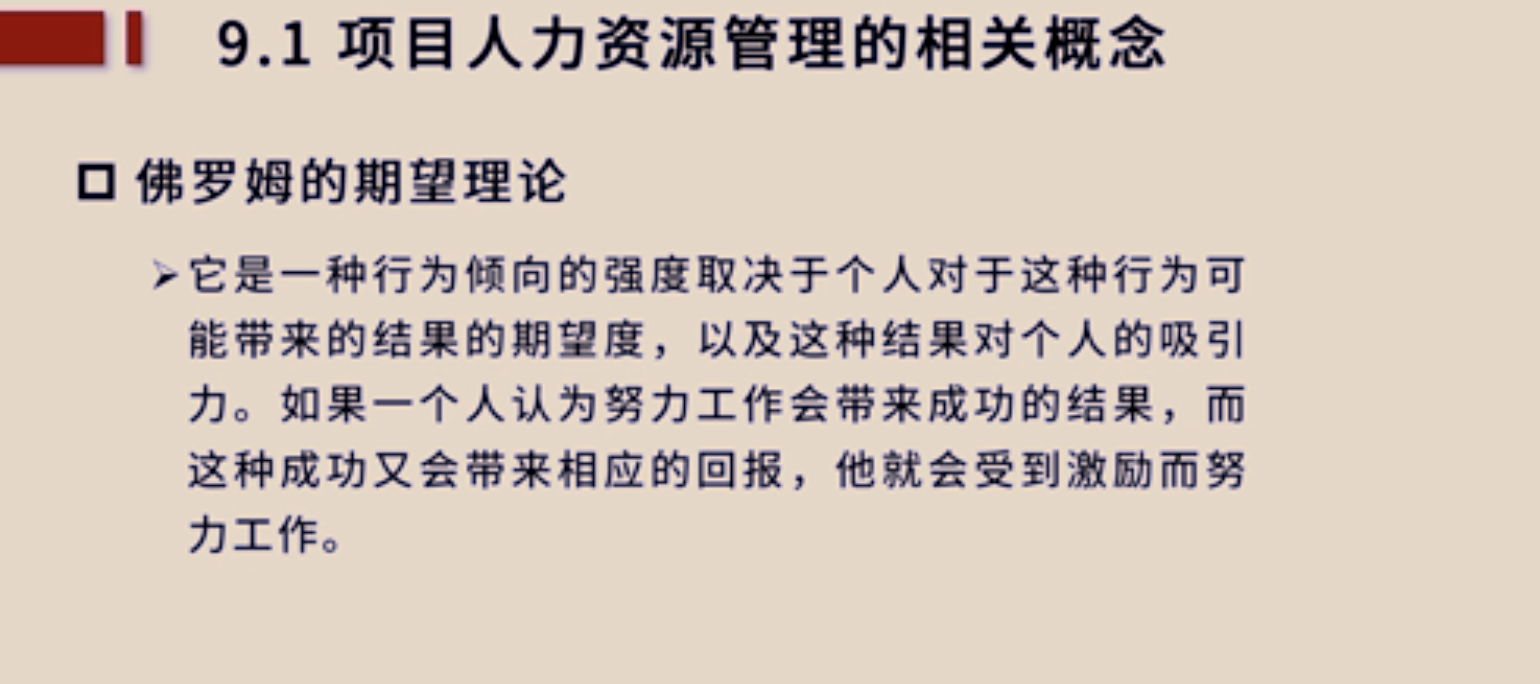 9.1 项目人力资源管理的相关概念
佛罗姆的期望理论
它是一种行为倾向的强度取决于个人对于这种行为可
能带来的结果的期望度，以及这种结果对个人的吸引
力。如果一个人认为努力工作会带来成功的结果，而
这种成功又会带来相应的回报，他就会受到激励而努
力工作。